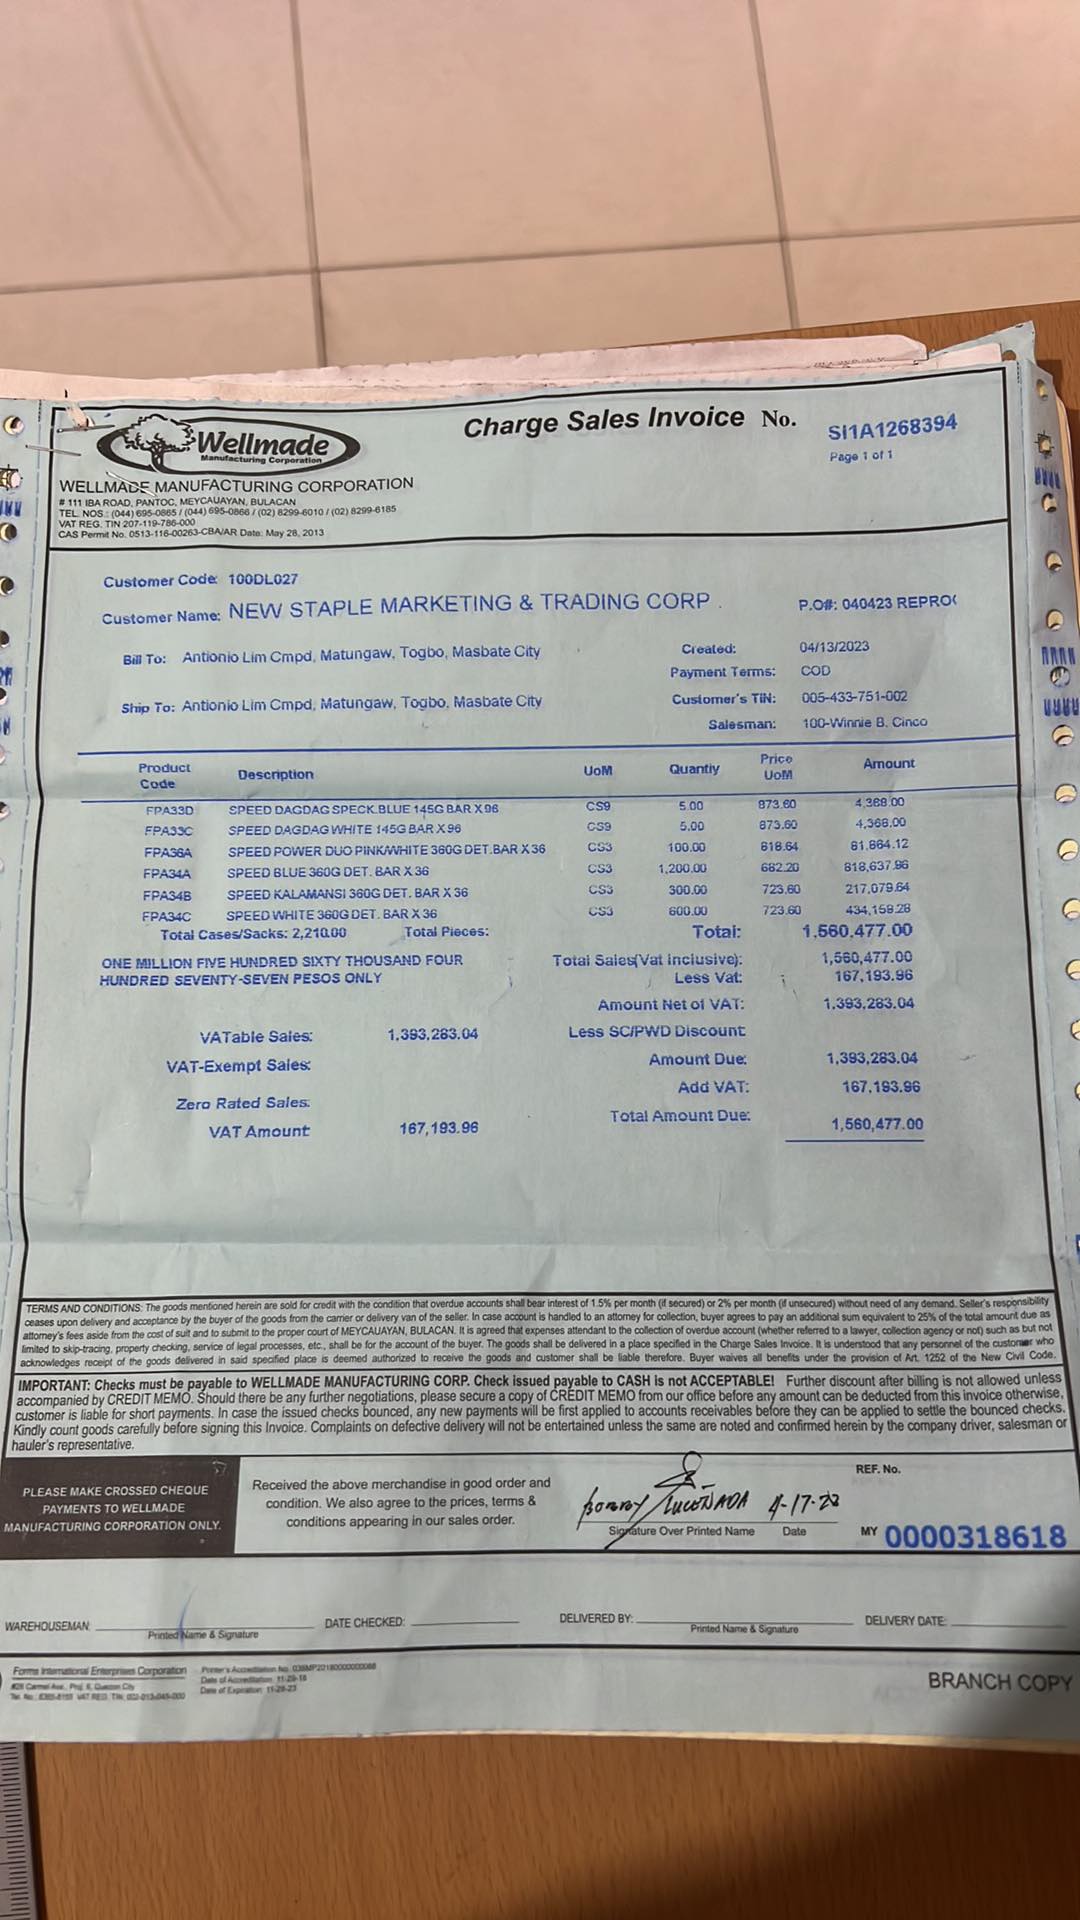 Wellmade
Manufacturing Corporation
Charge Sales Invoice No. SI1A1268394
Page 1 of 1
WELLMADE MANUFACTURING CORPORATION
# 111 IBA ROAD, PANTOC, MEYCAUAYAN, BULACAN
TEL. NOS.: (044) 695-0865 / (044) 695-0866 / (02) 8299-6010 / (02) 8299-6185
VAT REG. TIN 207-119-786-000
CAS Permit No. 0513-116-00263-CBA/AR Date: May 28, 2013
Customer Code: 100DL027
Customer Name: NEW STAPLE MARKETING & TRADING CORP . P.O#: 040423 REPRO
Bill To: Antionio Lim Cmpd, Matungaw, Togbo, Masbate City
Created: 04/13/2023
Payment Terms: COD
Ship To: Antionio Lim Cmpd, Matungaw, Togbo, Masbate City
Customer's TIN: 005-433-751-002
Salesman: 100-Winnie B. Cinco
Product Code Description UoM Quantiy Price UoM Amount
FPA33D SPEED DAGDAG SPECK.BLUE 145G BAR X 96 CS9 5.00 873.60 4,368.00
FPA33C SPEED DAGDAG WHITE 145G BAR X 96 CS9 5.00 873.60 4,368.00
FPA36A SPEED POWER DUO PINK/WHITE 360G DET.BAR X 36 CS3 100.00 818.64 81,864.12
FPA34A SPEED BLUE 360G DET. BAR X 36 CS3 1,200.00 682.20 818,637.96
FPA34B SPEED KALAMANSI 360G DET. BAR X 36 CS3 300.00 723.60 217,079.64
FPA34C SPEED WHITE 360G DET. BAR X 36 CS3 600.00 723.60 434,159.28
Total Cases/Sacks: 2,210.00 Total Pieces: Total: 1,560,477.00
ONE MILLION FIVE HUNDRED SIXTY THOUSAND FOUR
HUNDRED SEVENTY-SEVEN PESOS ONLY
Total Sales(Vat inclusive): 1,560,477.00
Less Vat: 167,193.96
Amount Net of VAT: 1,393,283.04
VATable Sales: 1,393,283.04 Less SC/PWD Discount:
VAT-Exempt Sales: Amount Due: 1,393,283.04
Zero Rated Sales: Add VAT: 167,193.96
VAT Amount: 167,193.96 Total Amount Due: 1,560,477.00
TERMS AND CONDITIONS: The goods mentioned herein are sold for credit with the condition that overdue accounts shall bear interest of 1.5% per month (if secured) or 2% per month (if unsecured) without need of any demand. Seller's responsibility
ceases upon delivery and acceptance by the buyer of the goods from the carrier or delivery van of the seller. In case account is handled to an attorney for collection, buyer agrees to pay an additional sum equivalent to 25% of the total amount due as
attorney's fees aside from the cost of suit and to submit to the proper court of MEYCAUAYAN, BULACAN. It is agreed that expenses attendant to the collection of overdue account (whether referred to a lawyer, collection agency or not) such as but not
limited to skip-tracing, property checking, service of legal processes, etc., shall be for the account of the buyer. The goods shall be delivered in a place specified in the Charge Sales Invoice. It is understood that any personnel of the customer who
acknowledges receipt of the goods delivered in said specified place is deemed authorized to receive the goods and customer shall be liable therefore. Buyer waives all benefits under the provision of Art. 1252 of the New Civil Code.
IMPORTANT: Checks must be payable to WELLMADE MANUFACTURING CORP. Check issued payable to CASH is not ACCEPTABLE! Further discount after billing is not allowed unless
accompanied by CREDIT MEMO. Should there be any further negotiations, please secure a copy of CREDIT MEMO from our office before any amount can be deducted from this invoice otherwise,
customer is liable for short payments. In case the issued checks bounced, any new payments will be first applied to accounts receivables before they can be applied to settle the bounced checks.
Kindly count goods carefully before signing this Invoice. Complaints on defective delivery will not be entertained unless the same are noted and confirmed herein by the company driver, salesman or
hauler's representative.
PLEASE MAKE CROSSED CHEQUE
PAYMENTS TO WELLMADE
MANUFACTURING CORPORATION ONLY.
Received the above merchandise in good order and
condition. We also agree to the prices, terms &
conditions appearing in our sales order.
4-17-23
Signature Over Printed Name Date
REF. No.
MY 0000318618
WAREHOUSEMAN: DATE CHECKED: DELIVERED BY: DELIVERY DATE:
Printed Name & Signature Printed Name & Signature
Forms International Enterprises Corporation
Date of Accreditation: 11-29-18
Date of Expiration: 11-28-23
BRANCH COPY